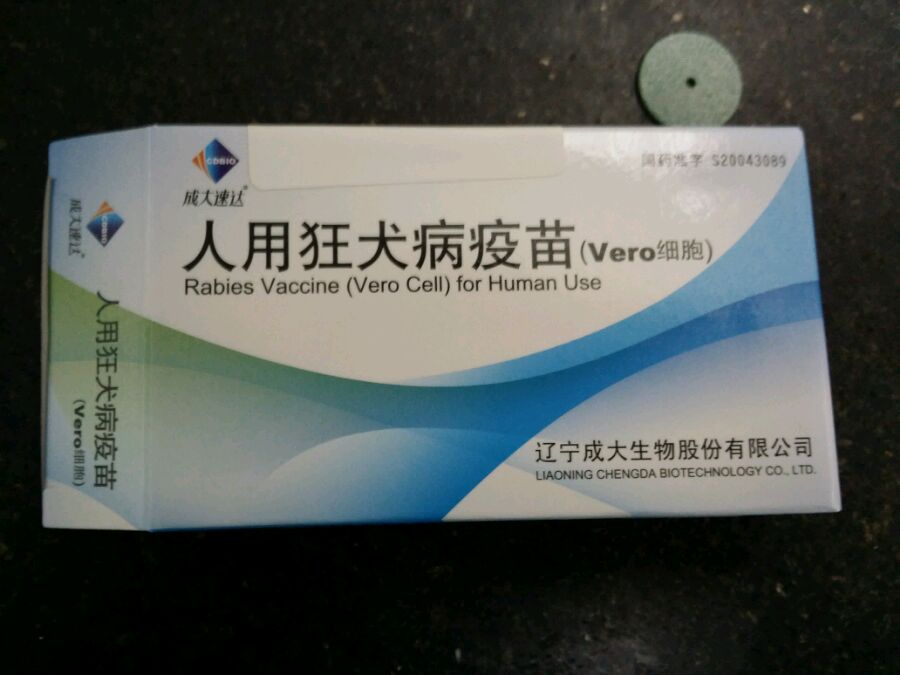 CDBIO
成大速达®
国药准字 S20043089
人用狂犬病疫苗(Vero细胞)
Rabies Vaccine (Vero Cell) for Human Use
辽宁成大生物股份有限公司
LIAONING CHENGDA BIOTECHNOLOGY CO., LTD.
CDBIO
成大速达®
人用狂犬病疫苗
(Vero细胞)